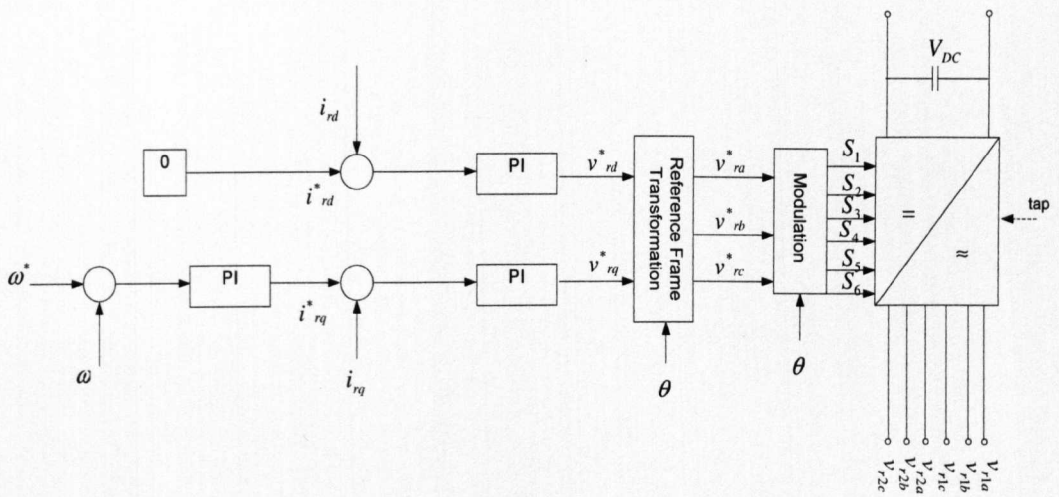 V_DC
i_rd
0
i*_rd
PI
v*_rd
Reference Frame
Transformation
v*_ra
v*_rb
v*_rc
Modulation
S_1
S_2
S_3
S_4
S_5
S_6
=
≈
tap
ω*
ω
PI
i*_rq
i_rq
PI
v*_rq
θ
θ
v_r2c
v_r2b
v_r2a
v_r1c
v_r1b
v_r1a